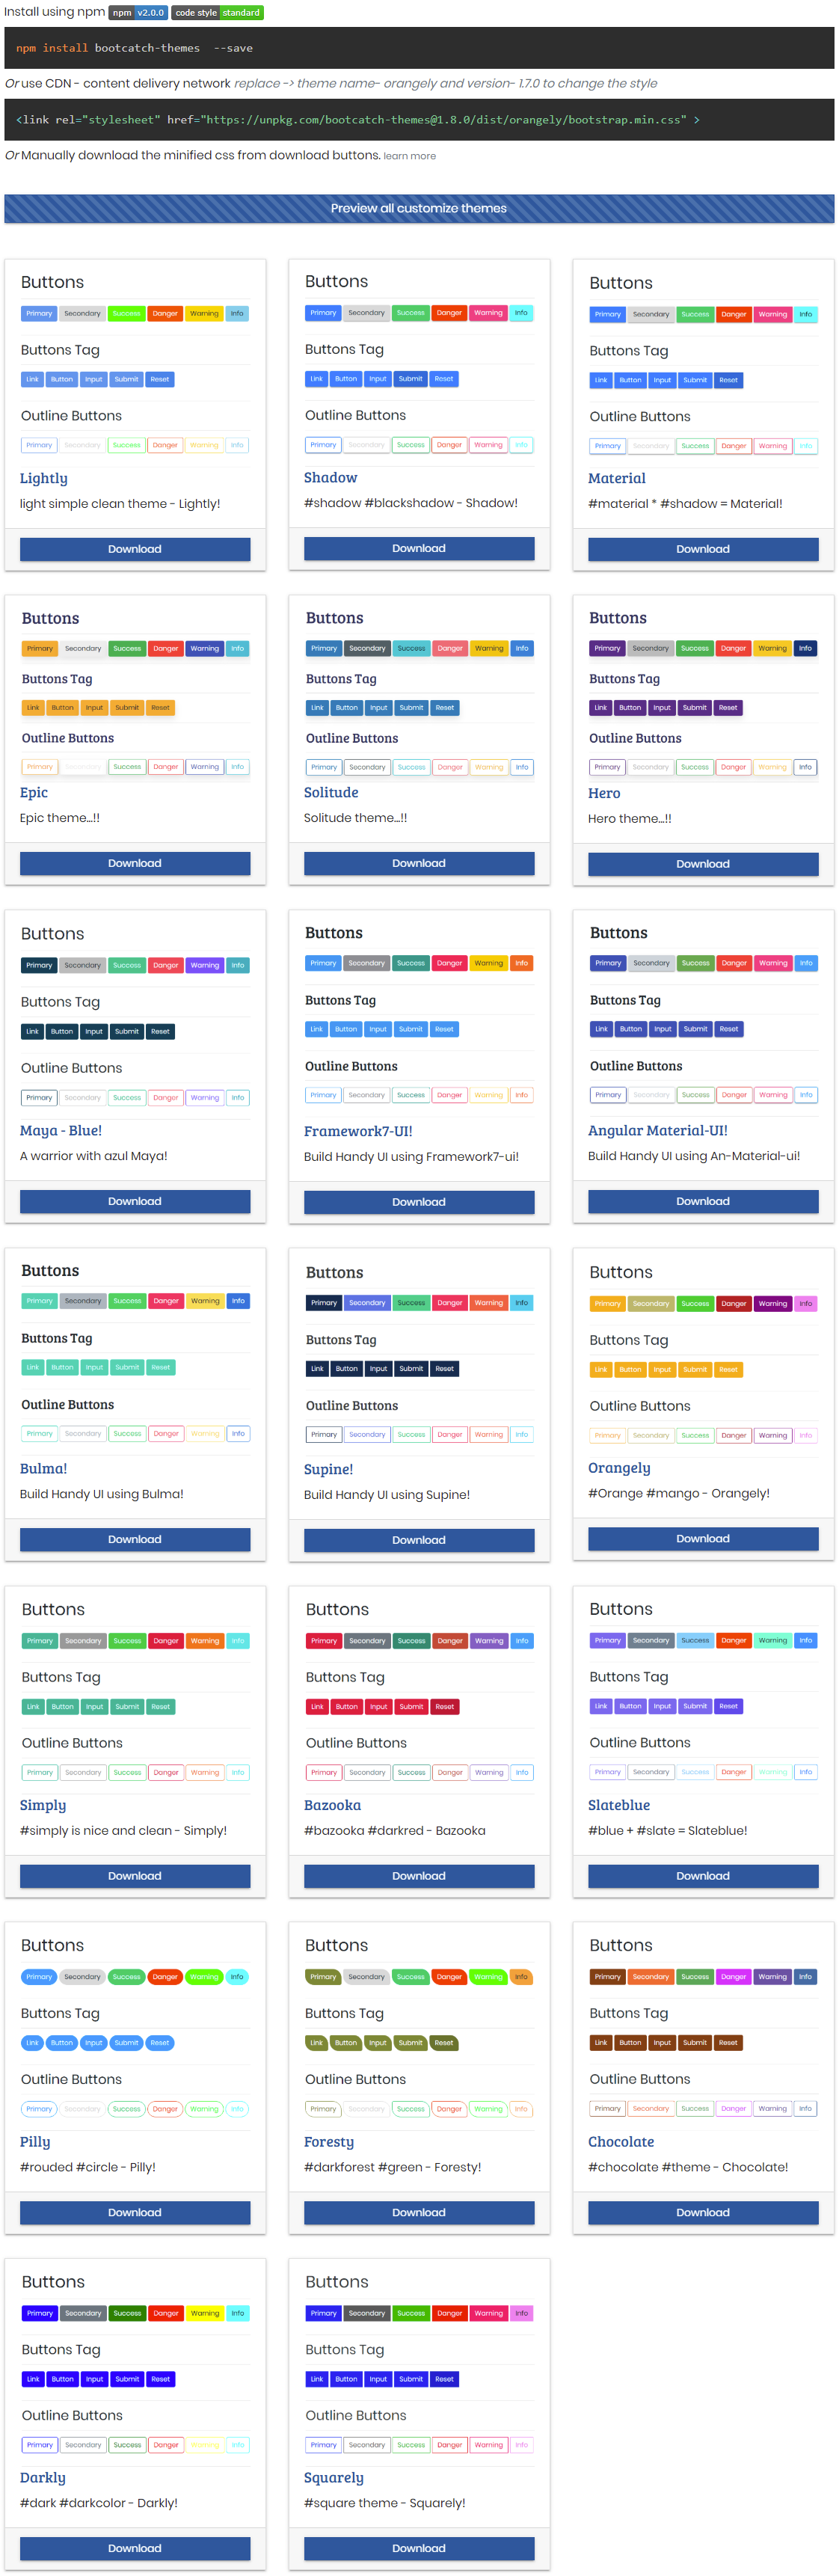 Install using npm npm v2.0.0 code style standard
npm install bootcatch-themes --save
Or use CDN - content delivery network replace -> theme name- orangely and version- 1.7.0 to change the style
<link rel="stylesheet" href="https://unpkg.com/bootcatch-themes@1.8.0/dist/orangely/bootstrap.min.css" >
Or Manually download the minified css from download buttons. learn more
Preview all customize themes
Buttons
Primary Secondary Success Danger Warning Info
Buttons Tag
Link Button Input Submit Reset
Outline Buttons
Primary Secondary Success Danger Warning Info
Lightly
light simple clean theme - Lightly!
Download
Buttons
Primary Secondary Success Danger Warning Info
Buttons Tag
Link Button Input Submit Reset
Outline Buttons
Primary Secondary Success Danger Warning Info
Shadow
#shadow #blackshadow - Shadow!
Download
Buttons
Primary Secondary Success Danger Warning Info
Buttons Tag
Link Button Input Submit Reset
Outline Buttons
Primary Secondary Success Danger Warning Info
Material
#material * #shadow = Material!
Download
Buttons
Primary Secondary Success Danger Warning Info
Buttons Tag
Link Button Input Submit Reset
Outline Buttons
Primary Secondary Success Danger Warning Info
Epic
Epic theme...!!
Download
Buttons
Primary Secondary Success Danger Warning Info
Buttons Tag
Link Button Input Submit Reset
Outline Buttons
Primary Secondary Success Danger Warning Info
Solitude
Solitude theme...!!
Download
Buttons
Primary Secondary Success Danger Warning Info
Buttons Tag
Link Button Input Submit Reset
Outline Buttons
Primary Secondary Success Danger Warning Info
Hero
Hero theme...!!
Download
Buttons
Primary Secondary Success Danger Warning Info
Buttons Tag
Link Button Input Submit Reset
Outline Buttons
Primary Secondary Success Danger Warning Info
Maya - Blue!
A warrior with azul Maya!
Download
Buttons
Primary Secondary Success Danger Warning Info
Buttons Tag
Link Button Input Submit Reset
Outline Buttons
Primary Secondary Success Danger Warning Info
Framework7-UI!
Build Handy UI using Framework7-ui!
Download
Buttons
Primary Secondary Success Danger Warning Info
Buttons Tag
Link Button Input Submit Reset
Outline Buttons
Primary Secondary Success Danger Warning Info
Angular Material-UI!
Build Handy UI using An-Material-ui!
Download
Buttons
Primary Secondary Success Danger Warning Info
Buttons Tag
Link Button Input Submit Reset
Outline Buttons
Primary Secondary Success Danger Warning Info
Bulma!
Build Handy UI using Bulma!
Download
Buttons
Primary Secondary Success Danger Warning Info
Buttons Tag
Link Button Input Submit Reset
Outline Buttons
Primary Secondary Success Danger Warning Info
Supine!
Build Handy UI using Supine!
Download
Buttons
Primary Secondary Success Danger Warning Info
Buttons Tag
Link Button Input Submit Reset
Outline Buttons
Primary Secondary Success Danger Warning Info
Orangely
#Orange #mango - Orangely!
Download
Buttons
Primary Secondary Success Danger Warning Info
Buttons Tag
Link Button Input Submit Reset
Outline Buttons
Primary Secondary Success Danger Warning Info
Simply
#simply is nice and clean - Simply!
Download
Buttons
Primary Secondary Success Danger Warning Info
Buttons Tag
Link Button Input Submit Reset
Outline Buttons
Primary Secondary Success Danger Warning Info
Bazooka
#bazooka #darkred - Bazooka
Download
Buttons
Primary Secondary Success Danger Warning Info
Buttons Tag
Link Button Input Submit Reset
Outline Buttons
Primary Secondary Success Danger Warning Info
Slateblue
#blue + #slate = Slateblue!
Download
Buttons
Primary Secondary Success Danger Warning Info
Buttons Tag
Link Button Input Submit Reset
Outline Buttons
Primary Secondary Success Danger Warning Info
Pilly
#rouded #circle - Pilly!
Download
Buttons
Primary Secondary Success Danger Warning Info
Buttons Tag
Link Button Input Submit Reset
Outline Buttons
Primary Secondary Success Danger Warning Info
Foresty
#darkforest #green - Foresty!
Download
Buttons
Primary Secondary Success Danger Warning Info
Buttons Tag
Link Button Input Submit Reset
Outline Buttons
Primary Secondary Success Danger Warning Info
Chocolate
#chocolate #theme - Chocolate!
Download
Buttons
Primary Secondary Success Danger Warning Info
Buttons Tag
Link Button Input Submit Reset
Outline Buttons
Primary Secondary Success Danger Warning Info
Darkly
#dark #darkcolor - Darkly!
Download
Buttons
Primary Secondary Success Danger Warning Info
Buttons Tag
Link Button Input Submit Reset
Outline Buttons
Primary Secondary Success Danger Warning Info
Squarely
#square theme - Squarely!
Download